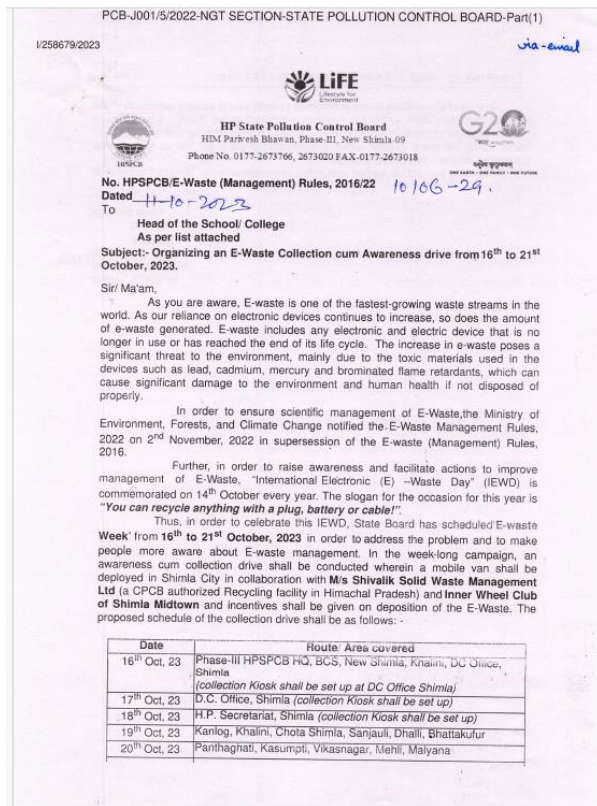 PCB-J001/5/2022-NGT SECTION-STATE POLLUTION CONTROL BOARD-Part(1)
I/258679/2023
via-email
LiFE
Lifestyle for
Environment
HP State Pollution Control Board
HIM Parivesh Bhawan, Phase-III, New Shimla-09
Phone No. 0177-2673766, 2673020 FAX-0177-2673018
HPSPCB
G20
वसुधैव कुटुम्बकम्
ONE EARTH • ONE FAMILY • ONE FUTURE
No. HPSPCB/E-Waste (Management) Rules, 2016/22 10106-29.
Dated 11-10-2023
To
Head of the School/ College
As per list attached
Subject:- Organizing an E-Waste Collection cum Awareness drive from 16th to 21st
October, 2023.
Sir/ Ma'am,
As you are aware, E-waste is one of the fastest-growing waste streams in the
world. As our reliance on electronic devices continues to increase, so does the amount
of e-waste generated. E-waste includes any electronic and electric device that is no
longer in use or has reached the end of its life cycle. The increase in e-waste poses a
significant threat to the environment, mainly due to the toxic materials used in the
devices such as lead, cadmium, mercury and brominated flame retardants, which can
cause significant damage to the environment and human health if not disposed of
properly.
In order to ensure scientific management of E-Waste,the Ministry of
Environment, Forests, and Climate Change notified the E-Waste Management Rules,
2022 on 2nd November, 2022 in supersession of the E-waste (Management) Rules,
2016.
Further, in order to raise awareness and facilitate actions to improve
management of E-Waste, "International Electronic (E) –Waste Day" (IEWD) is
commemorated on 14th October every year. The slogan for the occasion for this year is
"You can recycle anything with a plug, battery or cable!".
Thus, in order to celebrate this IEWD, State Board has scheduled 'E-waste
Week' from 16th to 21st October, 2023 in order to address the problem and to make
people more aware about E-waste management. In the week-long campaign, an
awareness cum collection drive shall be conducted wherein a mobile van shall be
deployed in Shimla City in collaboration with M/s Shivalik Solid Waste Management
Ltd (a CPCB authorized Recycling facility in Himachal Pradesh) and Inner Wheel Club
of Shimla Midtown and incentives shall be given on deposition of the E-Waste. The
proposed schedule of the collection drive shall be as follows: -
Date Route/ Area covered
16th Oct, 23 Phase-III HPSPCB HQ, BCS, New Shimla, Khalini, DC Office,
Shimla
(collection Kiosk shall be set up at DC Office Shimla)
17th Oct, 23 D.C. Office, Shimla (collection Kiosk shall be set up)
18th Oct, 23 H.P. Secretariat, Shimla (collection Kiosk shall be set up)
19th Oct, 23 Kanlog, Khalini, Chota Shimla, Sanjauli, Dhalli, Bhattakufur
20th Oct, 23 Panthaghati, Kasumpti, Vikasnagar, Mehli, Malyana